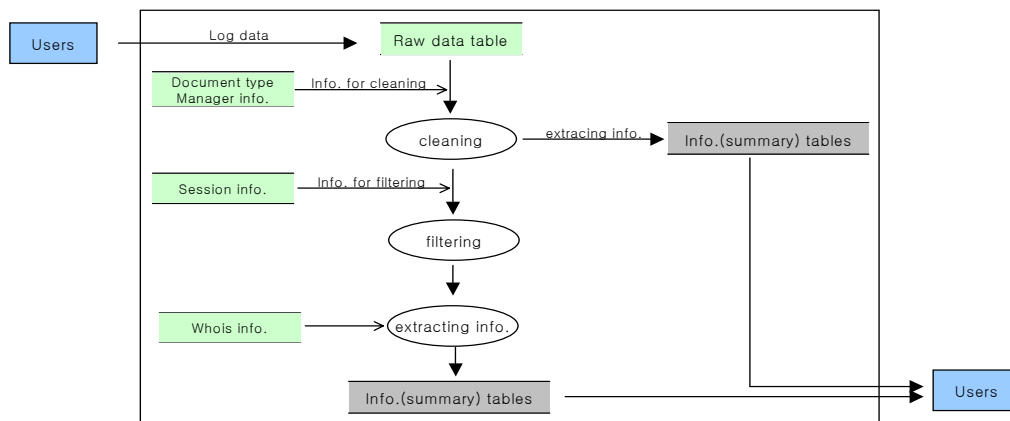 Users
Log data
Raw data table
Document type
Manager info.
Info. for cleaning
cleaning
extracing info.
Info.(summary) tables
Session info.
Info. for filtering
filtering
Whois info.
extracting info.
Info.(summary) tables
Users